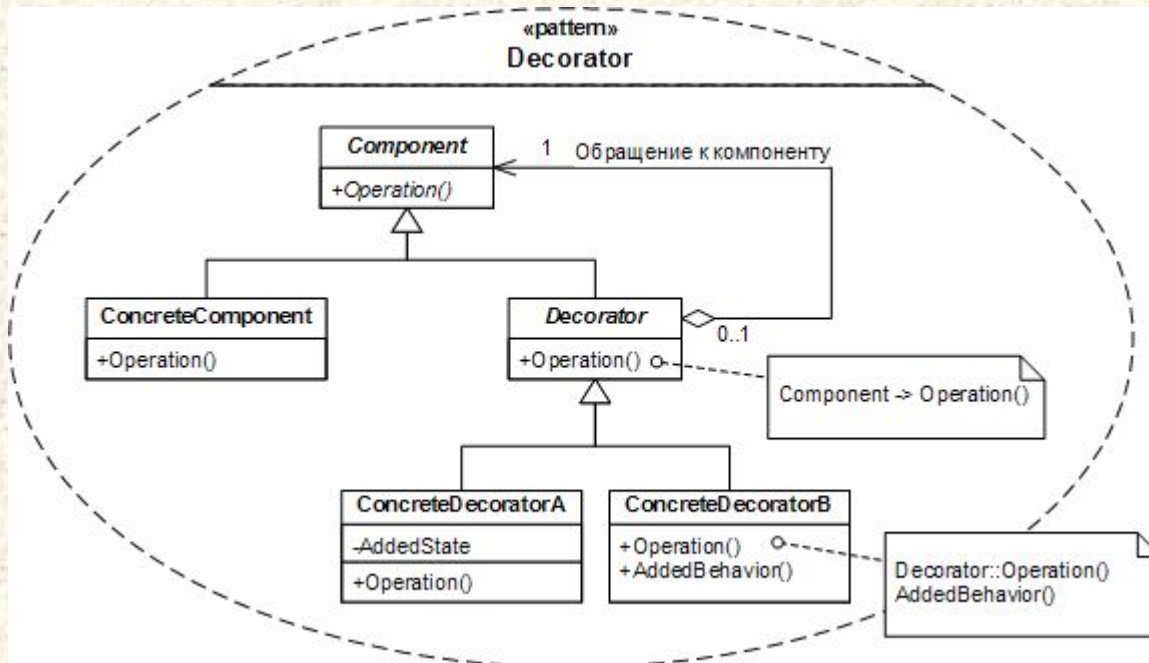 «pattern»
Decorator
Component
1 Обращение к компоненту
+Operation()
ConcreteComponent
+Operation()
Decorator
0..1
+Operation()
Component -> Operation()
ConcreteDecoratorA
-AddedState
+Operation()
ConcreteDecoratorB
+Operation()
+AddedBehavior()
Decorator::Operation()
AddedBehavior()